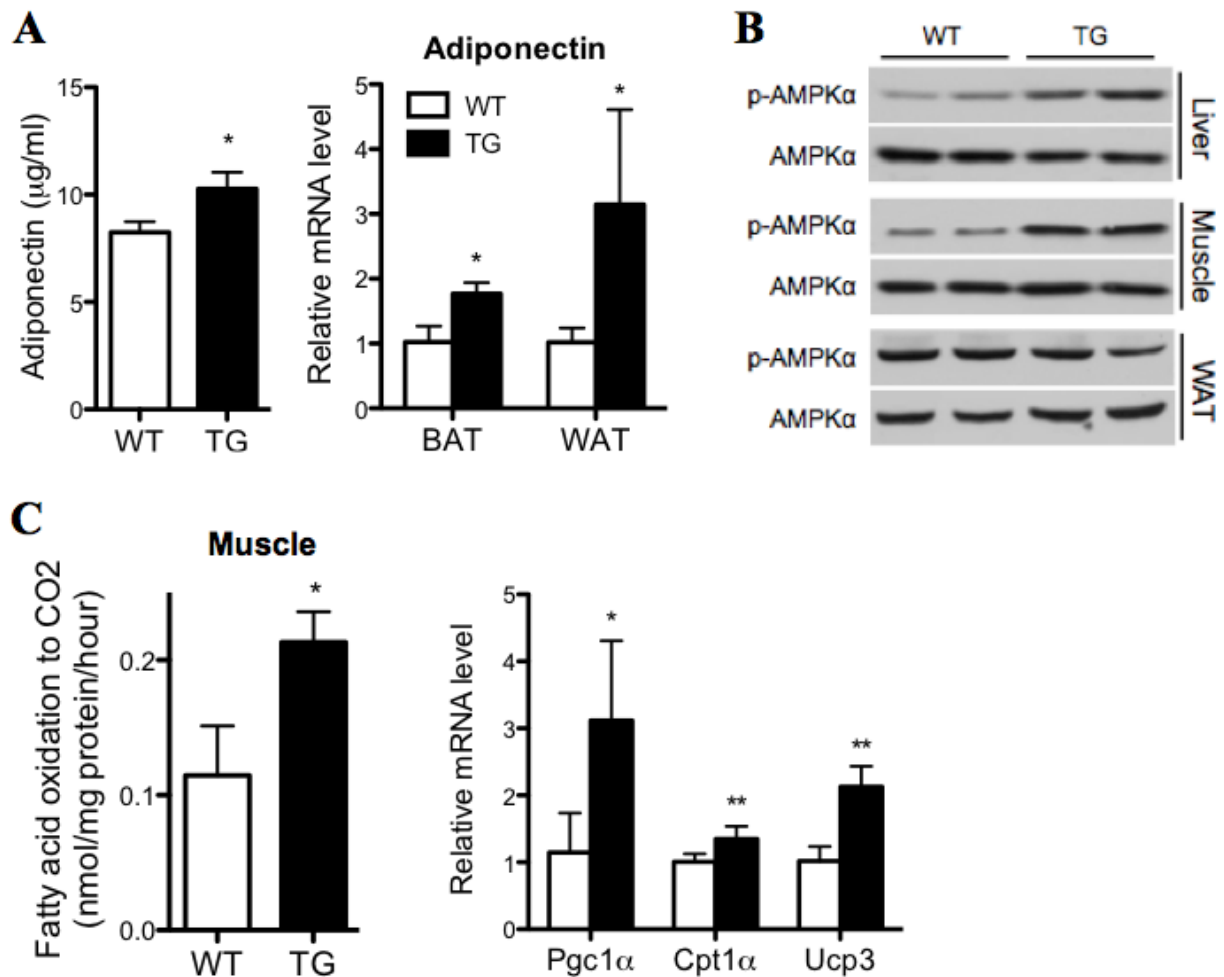 A
Adiponectin (µg/ml)
15
10
5
0
WT
TG
*
Adiponectin
Relative mRNA level
5
4
3
2
1
0
WT
TG
*
*
BAT
WAT
B
WT
TG
p-AMPKα
AMPKα
Liver
p-AMPKα
AMPKα
Muscle
p-AMPKα
AMPKα
WAT
C
Muscle
Fatty acid oxidation to CO2
(nmol/mg protein/hour)
0.2
0.1
0.0
*
WT
TG
Relative mRNA level
5
4
3
2
1
0
*
**
**
Pgc1α
Cpt1α
Ucp3